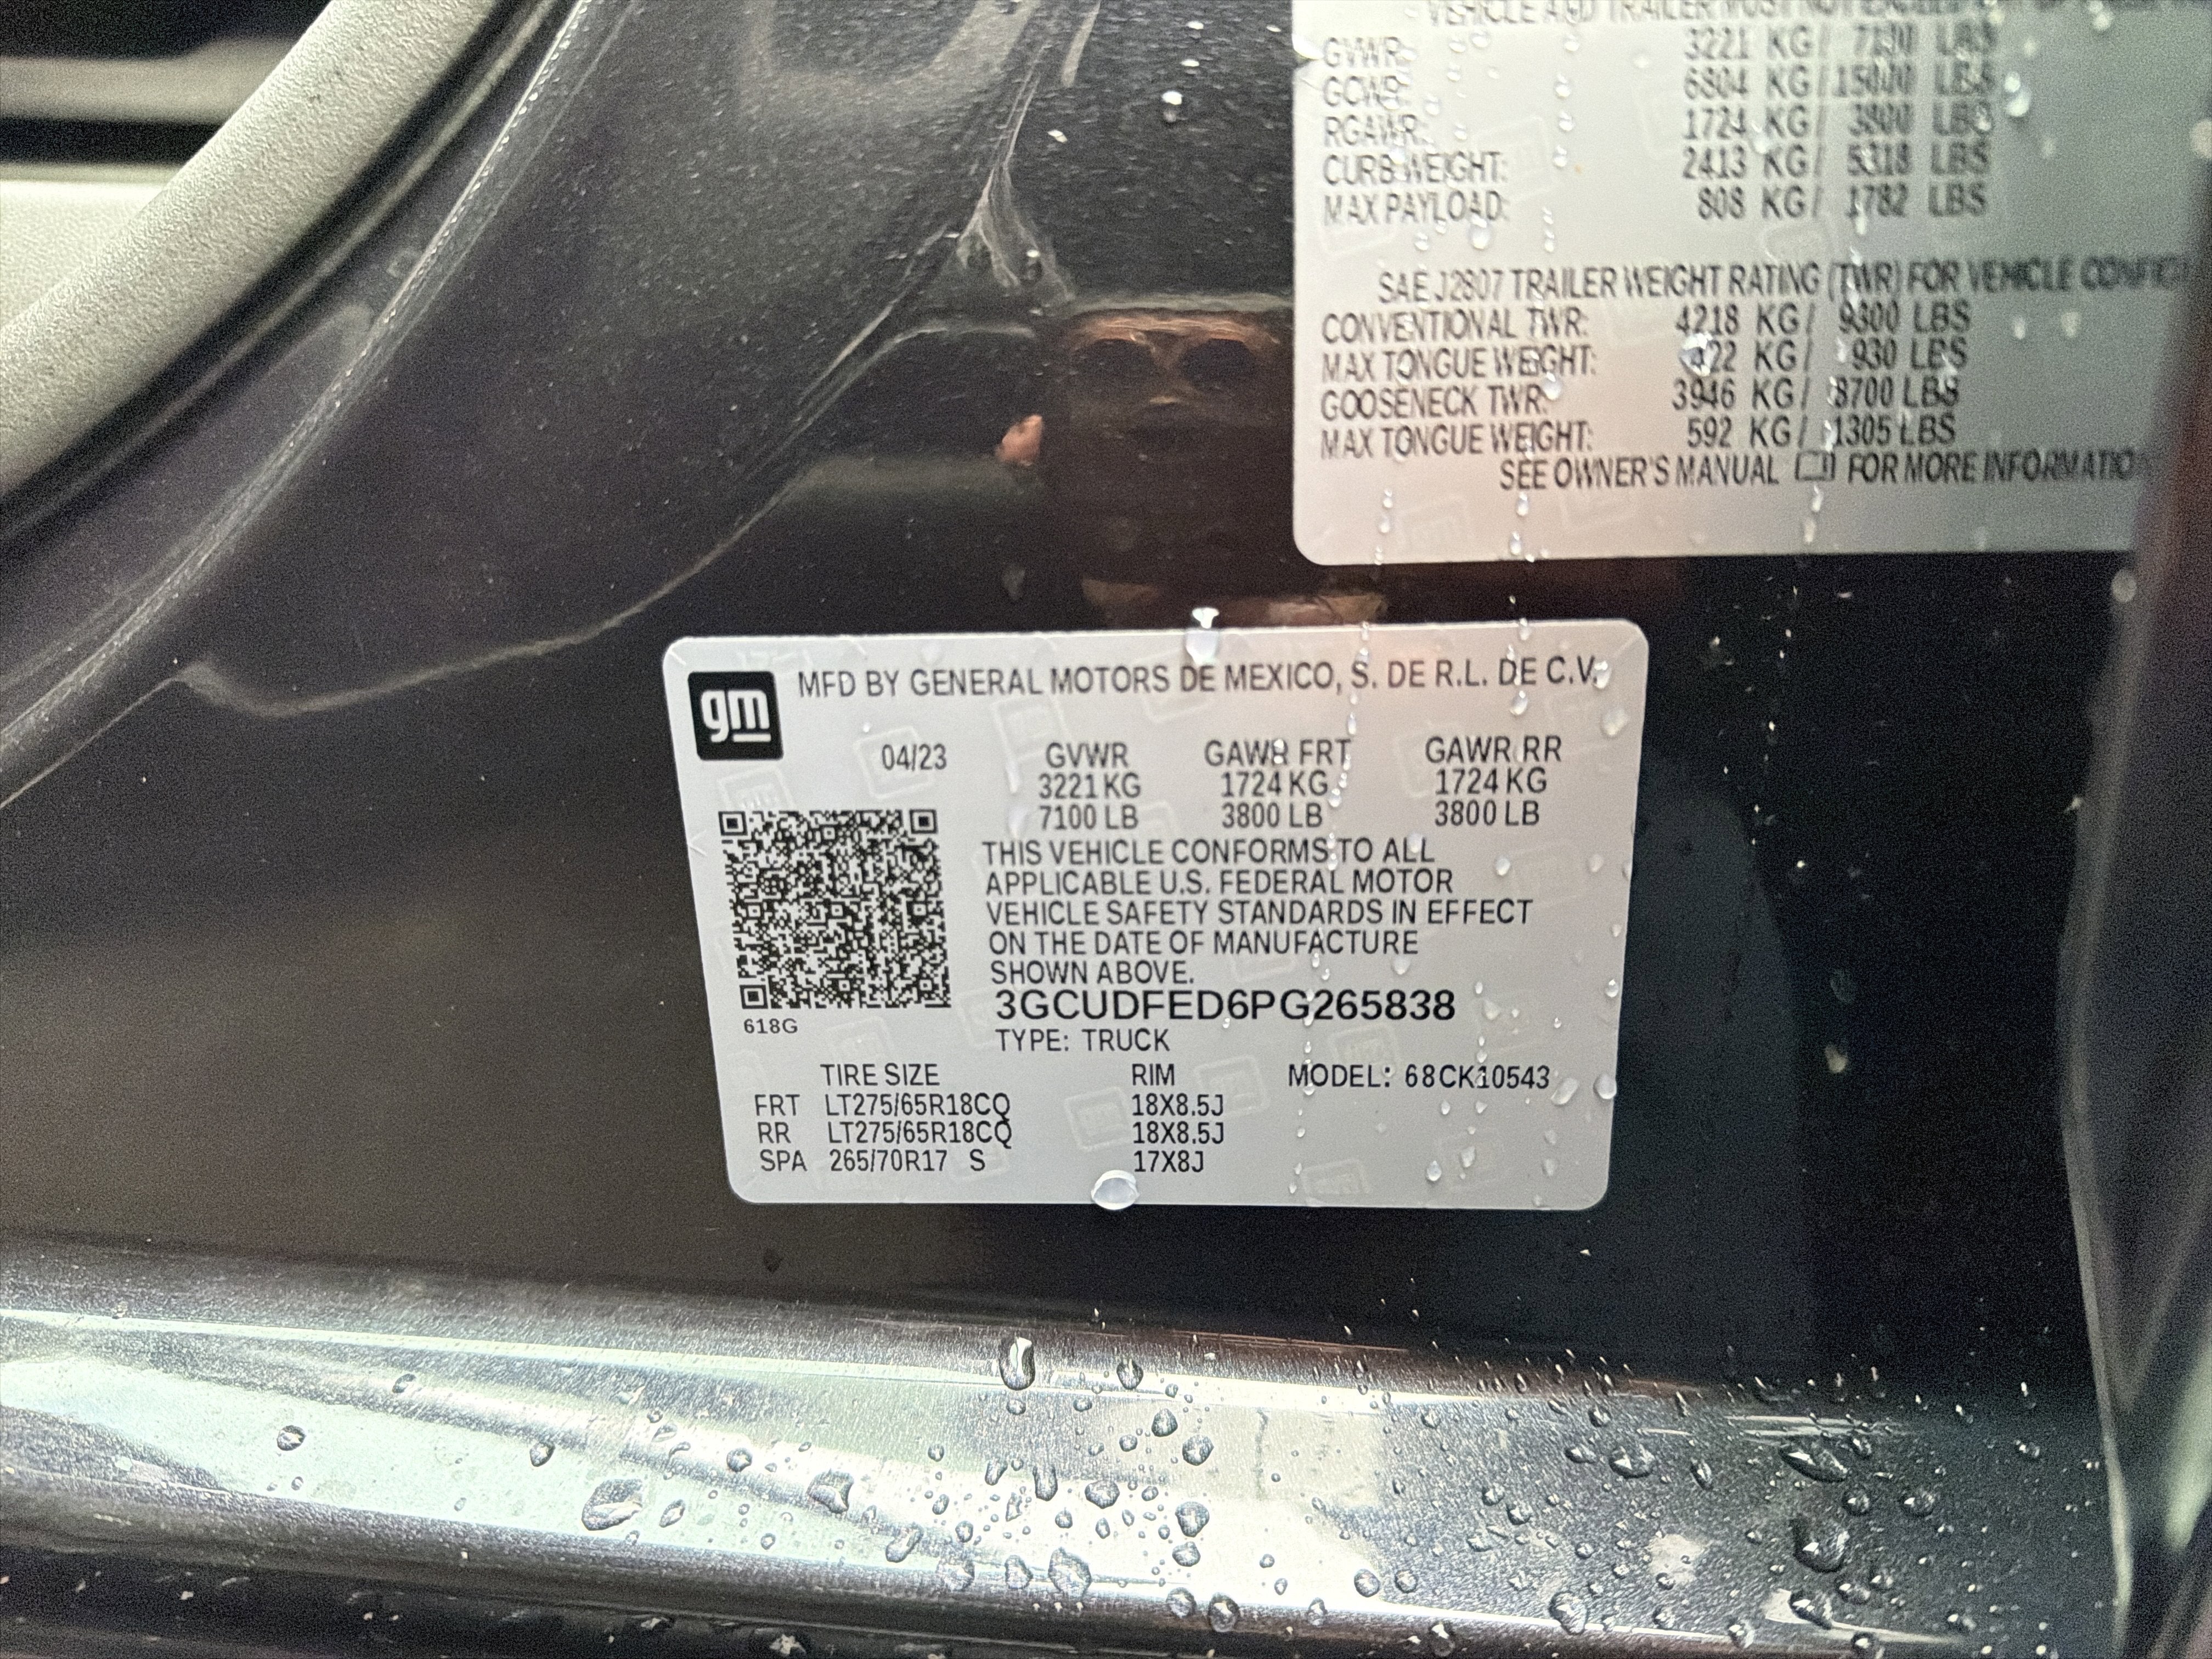 VEHICLE AND TRAILER MUST NOT EXCEED
GVWR: 3221 KG / 7100 LBS
GCWR: 6804 KG / 15000 LBS
RGAWR: 1724 KG / 3800 LBS
CURB WEIGHT: 2413 KG / 5318 LBS
MAX PAYLOAD: 808 KG / 1782 LBS
SAE J2807 TRAILER WEIGHT RATING (TWR) FOR VEHICLE
CONVENTIONAL TWR: 4218 KG / 9300 LBS
MAX TONGUE WEIGHT: 422 KG / 930 LBS
GOOSENECK TWR: 3946 KG / 8700 LBS
MAX TONGUE WEIGHT: 592 KG / 1305 LBS
SEE OWNER'S MANUAL FOR MORE INFORMATIO
gm
MFD BY GENERAL MOTORS DE MEXICO, S. DE R.L. DE C.V.
04/23 GVWR GAWR FRT GAWR RR
3221 KG 1724 KG 1724 KG
7100 LB 3800 LB 3800 LB
THIS VEHICLE CONFORMS TO ALL
APPLICABLE U.S. FEDERAL MOTOR
VEHICLE SAFETY STANDARDS IN EFFECT
ON THE DATE OF MANUFACTURE
SHOWN ABOVE.
3GCUDFED6PG265838
618G
TYPE: TRUCK
TIRE SIZE RIM MODEL: 68CK10543
FRT LT275/65R18CQ 18X8.5J
RR LT275/65R18CQ 18X8.5J
SPA 265/70R17 S 17X8J